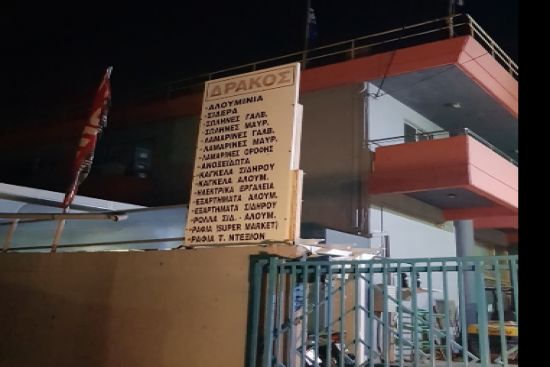 ΔΡΑΚΟΣ
-ΑΛΟΥΜΙΝΙΑ
-ΣΙΔΕΡΑ
-ΣΩΛΗΝΕΣ ΓΑΛΒ.
-ΣΩΛΗΝΕΣ ΜΑΥΡ.
-ΛΑΜΑΡΙΝΕΣ ΓΑΛΒ.
-ΛΑΜΑΡΙΝΕΣ ΜΑΥΡ.
-ΛΑΜΑΡΙΝΕΣ ΟΡΟΦΗΣ
-ΑΝΟΞΕΙΔΩΤΑ
-ΚΑΓΚΕΛΑ ΣΙΔΗΡΟΥ
-ΚΑΓΚΕΛΑ ΑΛΟΥΜ.
-ΗΛΕΚΤΡΙΚΑ ΕΡΓΑΛΕΙΑ
-ΕΞΑΡΤΗΜΑΤΑ ΑΛΟΥΜ.
-ΕΞΑΡΤΗΜΑΤΑ ΣΙΔΗΡΟΥ
-ΡΟΛΛΑ ΣΙΔ. - ΑΛΟΥΜ.
-ΡΑΦΙΑ (SUPER MARKET)
-ΡΑΦΙΑ Τ. ΝΤΕΞΙΟΝ